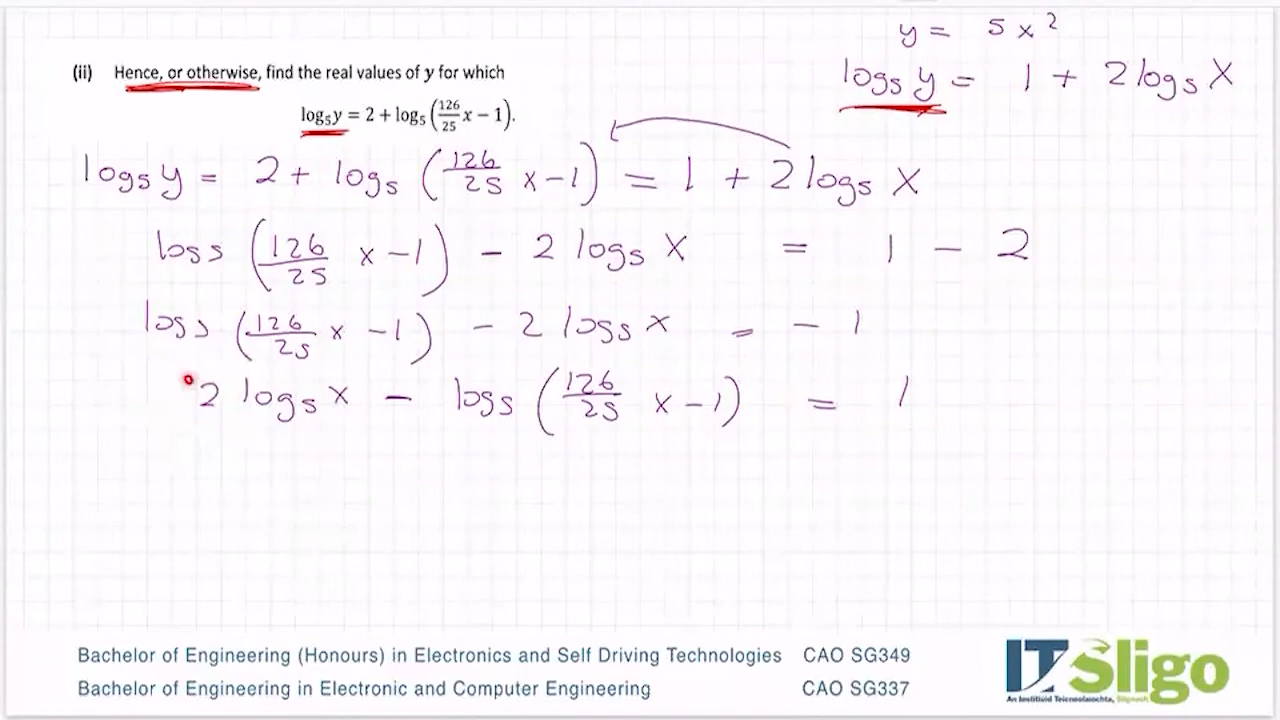 y = 5x²
log₅ y = 1 + 2 log₅ X
(ii) Hence, or otherwise, find the real values of y for which
log₅y = 2 + log₅ (126/25 x − 1).
log₅ y = 2 + log₅ (126/25 x − 1) = 1 + 2 log₅ X
log₅ (126/25 x − 1) − 2 log₅ X = 1 − 2
log₅ (126/25 x − 1) − 2 log₅ x = − 1
2 log₅ x − log₅ (126/25 x − 1) = 1
Bachelor of Engineering (Honours) in Electronics and Self Driving Technologies CAO SG349
Bachelor of Engineering in Electronic and Computer Engineering CAO SG337
IT Sligo
An Institiúid Teicneolaíochta, Sligeach